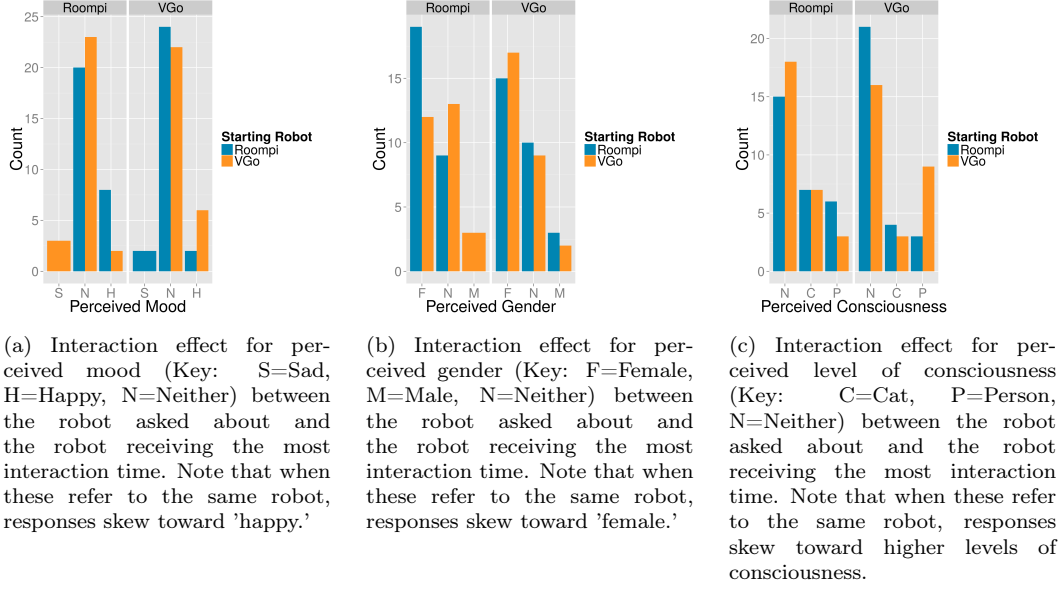 Roompi VGo
25
20
15
10
5
0
Count
S N H S N H
Perceived Mood
Starting Robot
Roompi
VGo
(a) Interaction effect for per-
ceived mood (Key: S=Sad,
H=Happy, N=Neither) between
the robot asked about and
the robot receiving the most
interaction time. Note that when
these refer to the same robot,
responses skew toward 'happy.'
Roompi VGo
15
10
5
0
Count
F N M F N M
Perceived Gender
Starting Robot
Roompi
VGo
(b) Interaction effect for per-
ceived gender (Key: F=Female,
M=Male, N=Neither) between
the robot asked about and
the robot receiving the most
interaction time. Note that when
these refer to the same robot,
responses skew toward 'female.'
Roompi VGo
20
15
10
5
0
Count
N C P N C P
Perceived Consciousness
Starting Robot
Roompi
VGo
(c) Interaction effect for per-
ceived level of consciousness
(Key: C=Cat, P=Person,
N=Neither) between the robot
asked about and the robot
receiving the most interaction
time. Note that when these refer
to the same robot, responses
skew toward higher levels of
consciousness.